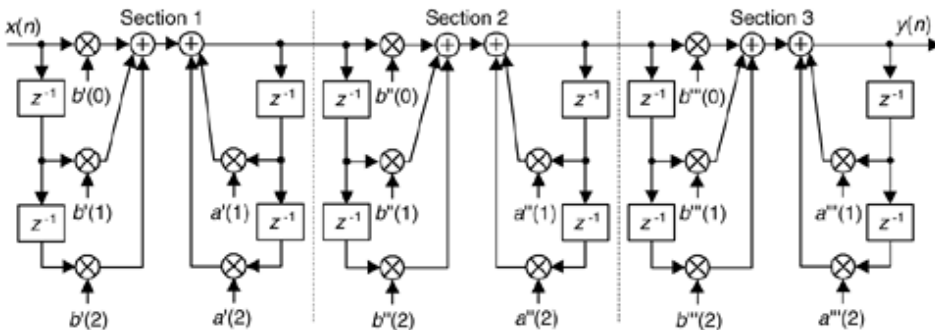 Section 1 Section 2 Section 3
x(n) y(n)
b'(0) b"(0) b'"(0)
z⁻¹ z⁻¹ z⁻¹ z⁻¹ z⁻¹ z⁻¹
b'(1) a'(1) b"(1) a"(1) b'"(1) a'"(1)
z⁻¹ z⁻¹ z⁻¹ z⁻¹ z⁻¹ z⁻¹
b'(2) a'(2) b"(2) a"(2) b'"(2) a'"(2)